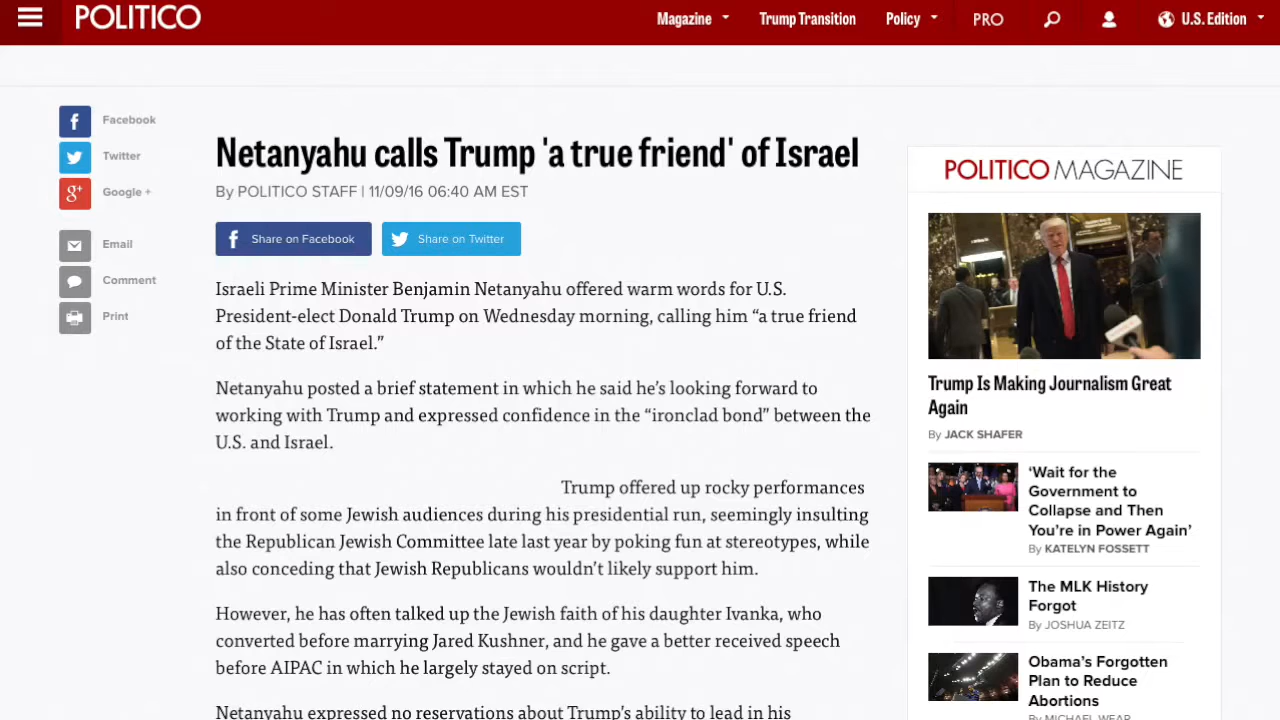 POLITICO
Magazine
Trump Transition
Policy
PRO
U.S. Edition
Facebook
Twitter
Google +
Email
Comment
Print
Netanyahu calls Trump 'a true friend' of Israel
By POLITICO STAFF | 11/09/16 06:40 AM EST
f Share on Facebook
Share on Twitter
Israeli Prime Minister Benjamin Netanyahu offered warm words for U.S.
President-elect Donald Trump on Wednesday morning, calling him “a true friend
of the State of Israel.”
Netanyahu posted a brief statement in which he said he’s looking forward to
working with Trump and expressed confidence in the “ironclad bond” between the
U.S. and Israel.
Trump offered up rocky performances
in front of some Jewish audiences during his presidential run, seemingly insulting
the Republican Jewish Committee late last year by poking fun at stereotypes, while
also conceding that Jewish Republicans wouldn’t likely support him.
However, he has often talked up the Jewish faith of his daughter Ivanka, who
converted before marrying Jared Kushner, and he gave a better received speech
before AIPAC in which he largely stayed on script.
Netanyahu expressed no reservations about Trump’s ability to lead in his
POLITICO MAGAZINE
Trump Is Making Journalism Great
Again
By JACK SHAFER
‘Wait for the
Government to
Collapse and Then
You’re in Power Again’
By KATELYN FOSSETT
The MLK History
Forgot
By JOSHUA ZEITZ
Obama’s Forgotten
Plan to Reduce
Abortions
By MICHAEL WEAR